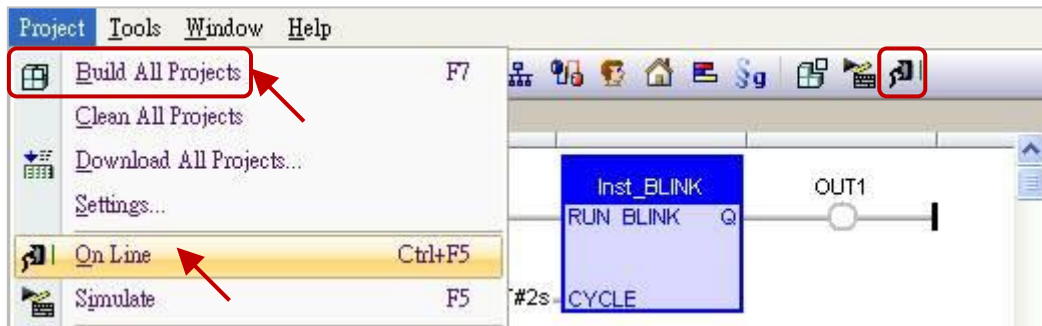 Project Tools Window Help
Build All Projects F7
Clean All Projects
Download All Projects...
Settings...
On Line Ctrl+F5
Simulate F5
§g
Inst_BLINK
OUT1
RUN BLINK Q
#2s
CYCLE